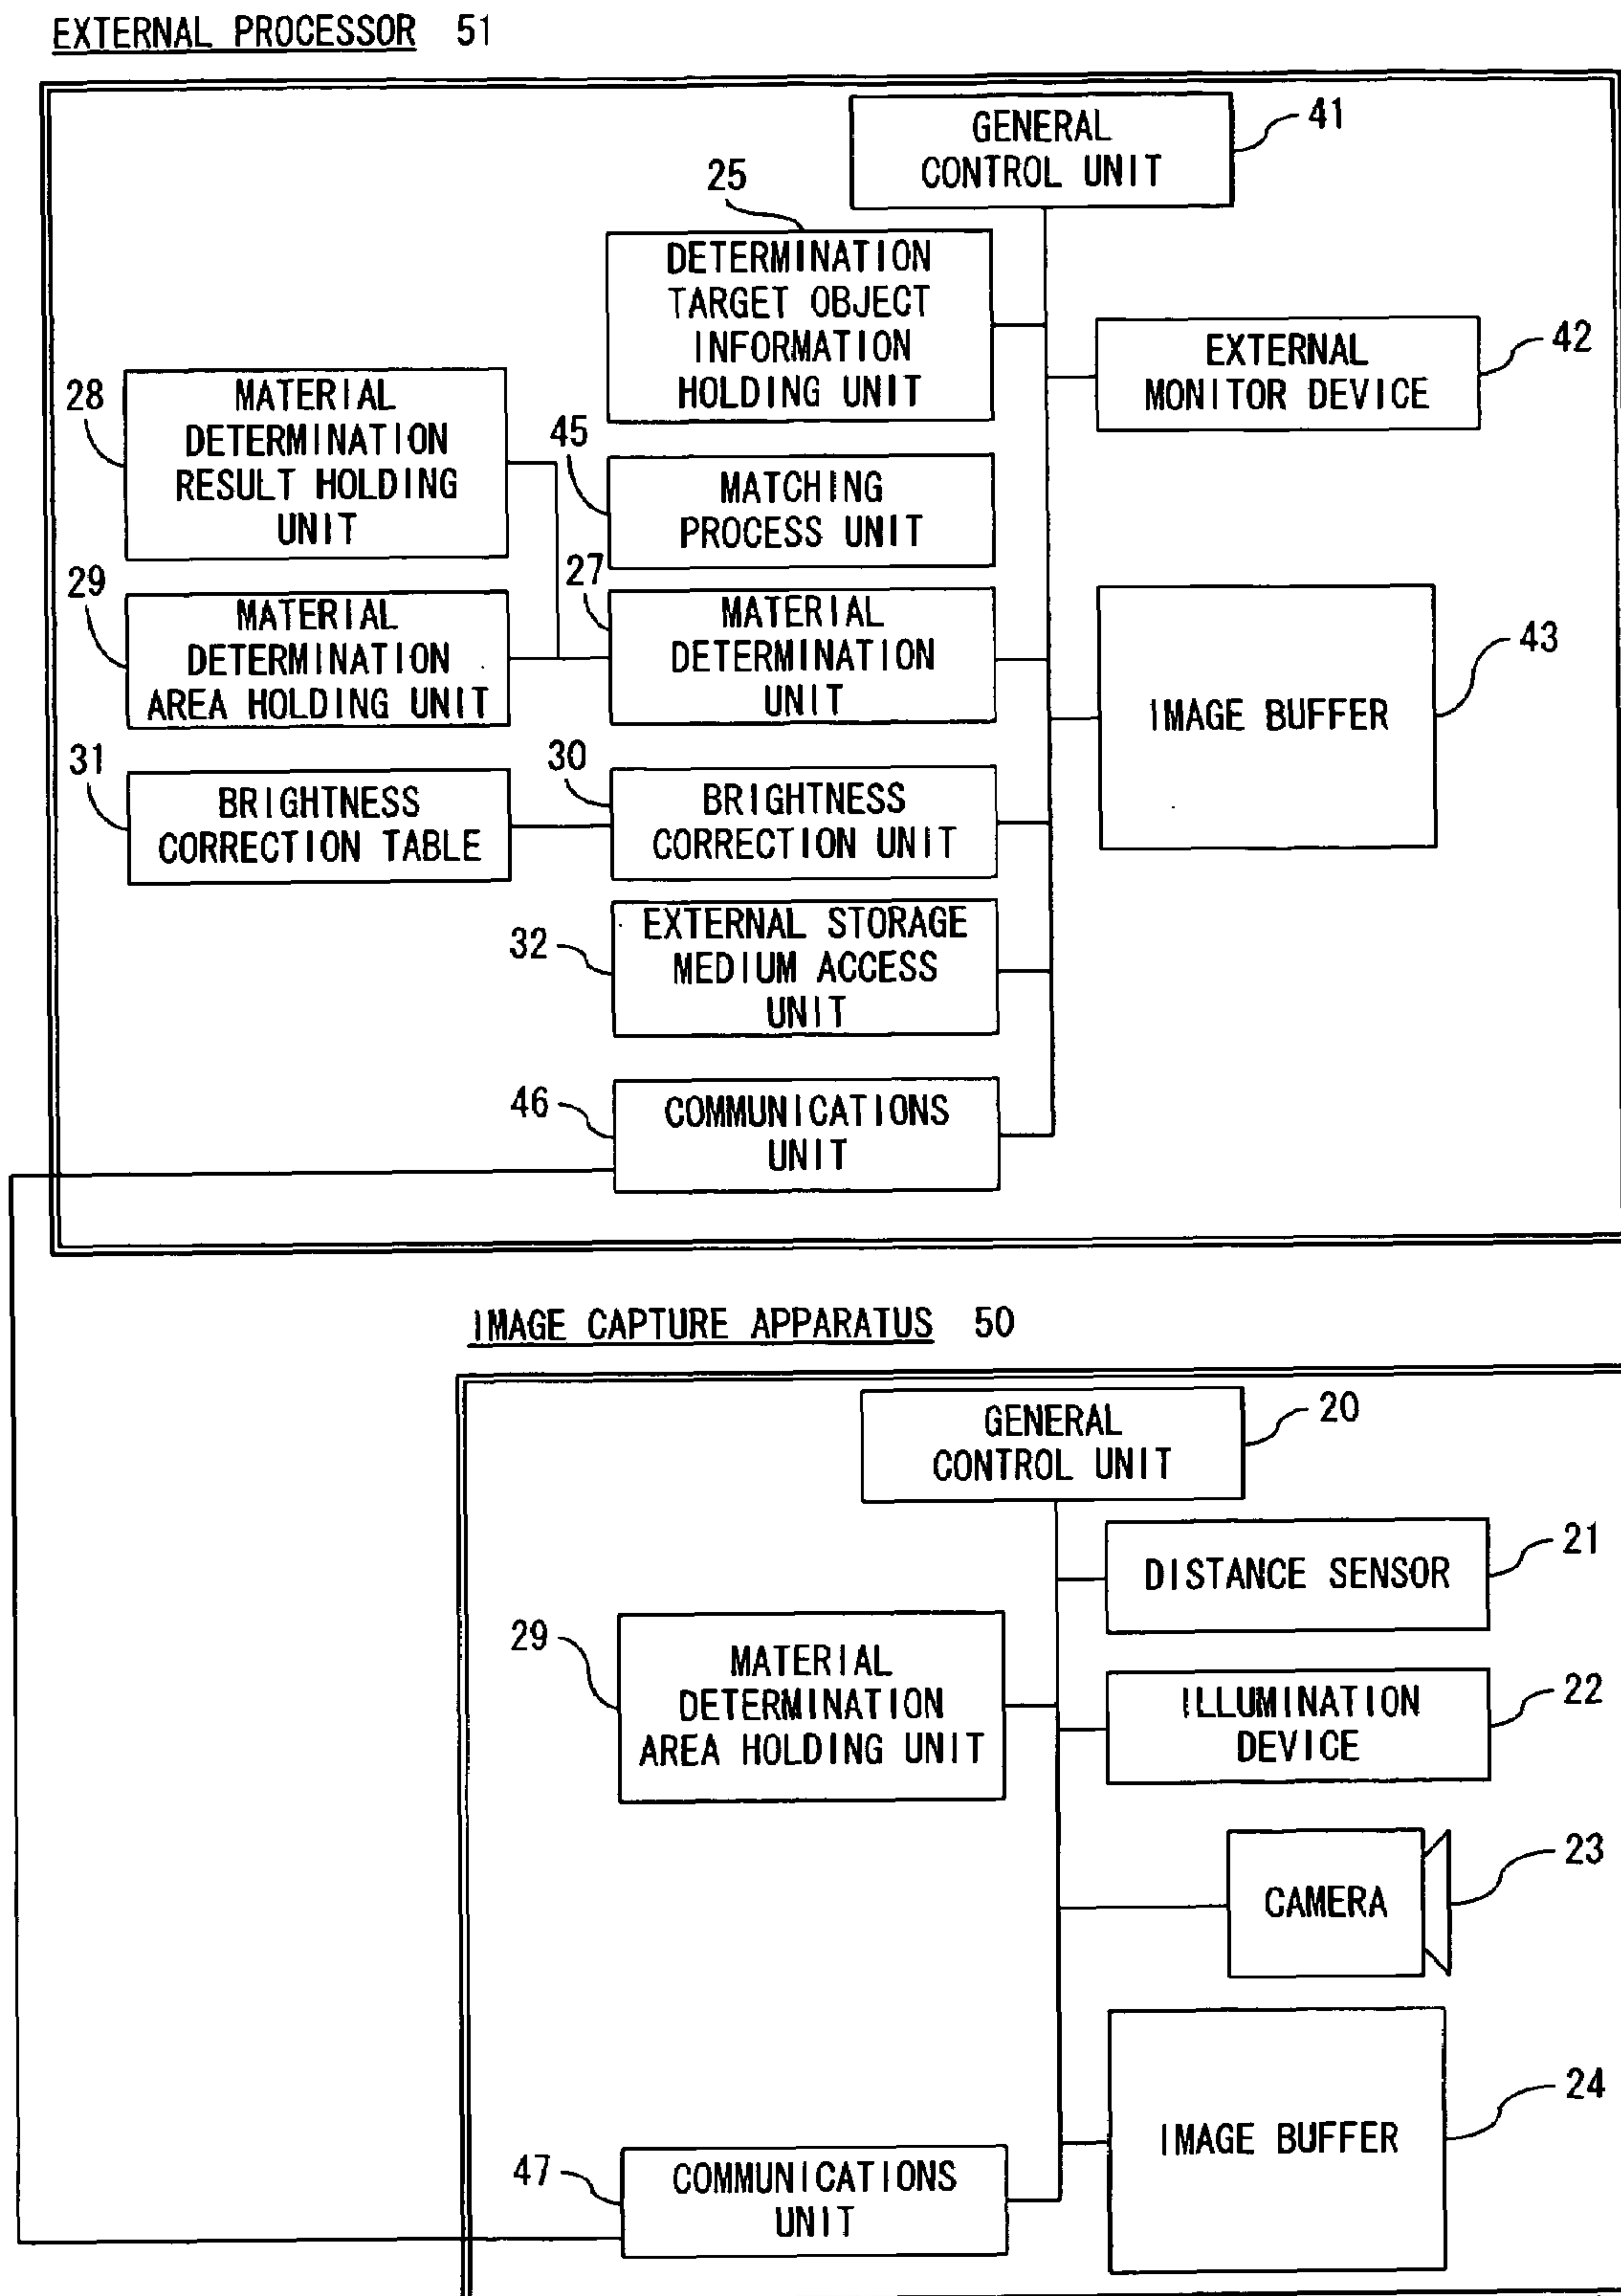 EXTERNAL PROCESSOR 51
GENERAL
CONTROL UNIT
41
25
DETERMINATION
TARGET OBJECT
INFORMATION
HOLDING UNIT
EXTERNAL
MONITOR DEVICE
42
28
MATERIAL
DETERMINATION
RESULT HOLDING
UNIT
45
MATCHING
PROCESS UNIT
29
MATERIAL
DETERMINATION
AREA HOLDING UNIT
27
MATERIAL
DETERMINATION
UNIT
IMAGE BUFFER
43
31
BRIGHTNESS
CORRECTION TABLE
30
BRIGHTNESS
CORRECTION UNIT
32
EXTERNAL STORAGE
MEDIUM ACCESS
UNIT
46
COMMUNICATIONS
UNIT
IMAGE CAPTURE APPARATUS 50
GENERAL
CONTROL UNIT
20
DISTANCE SENSOR
21
29
MATERIAL
DETERMINATION
AREA HOLDING UNIT
ILLUMINATION
DEVICE
22
CAMERA
23
IMAGE BUFFER
24
47
COMMUNICATIONS
UNIT